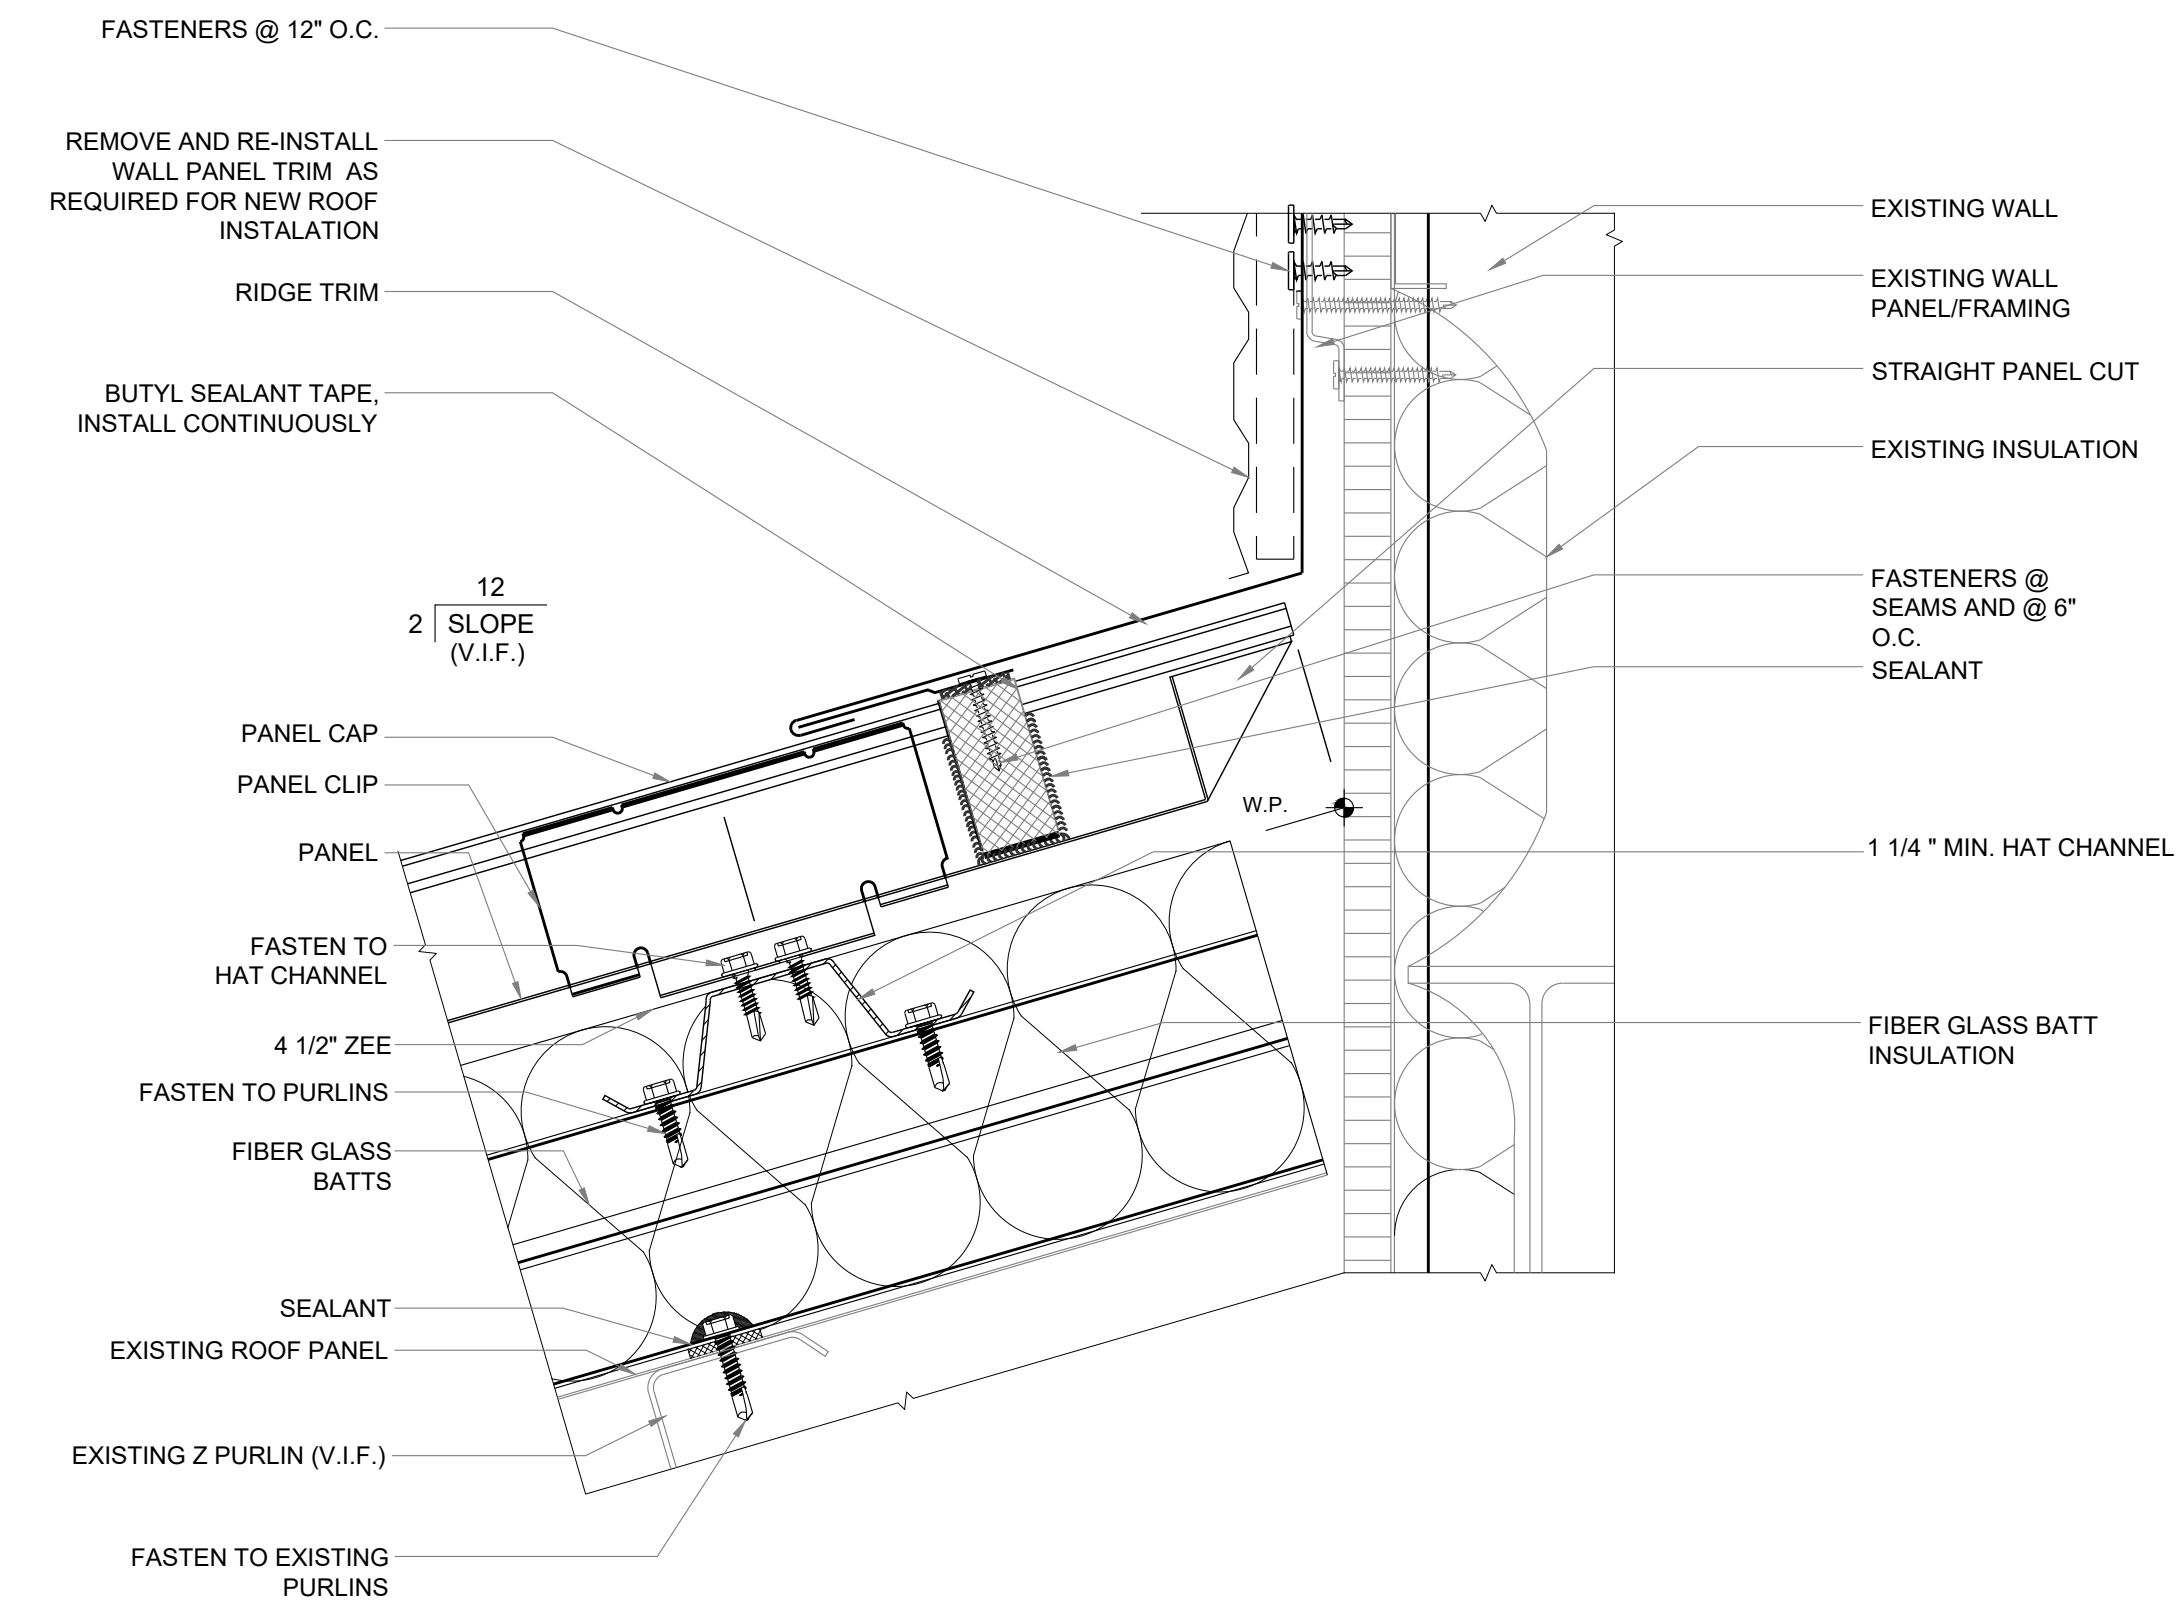 FASTENERS @ 12" O.C.
REMOVE AND RE-INSTALL
WALL PANEL TRIM AS
REQUIRED FOR NEW ROOF
INSTALATION
RIDGE TRIM
BUTYL SEALANT TAPE,
INSTALL CONTINUOUSLY
12
2 SLOPE
(V.I.F.)
PANEL CAP
PANEL CLIP
PANEL
FASTEN TO
HAT CHANNEL
4 1/2" ZEE
FASTEN TO PURLINS
FIBER GLASS
BATTS
SEALANT
EXISTING ROOF PANEL
EXISTING Z PURLIN (V.I.F.)
FASTEN TO EXISTING
PURLINS
W.P.
EXISTING WALL
EXISTING WALL
PANEL/FRAMING
STRAIGHT PANEL CUT
EXISTING INSULATION
FASTENERS @
SEAMS AND @ 6"
O.C.
SEALANT
1 1/4 " MIN. HAT CHANNEL
FIBER GLASS BATT
INSULATION